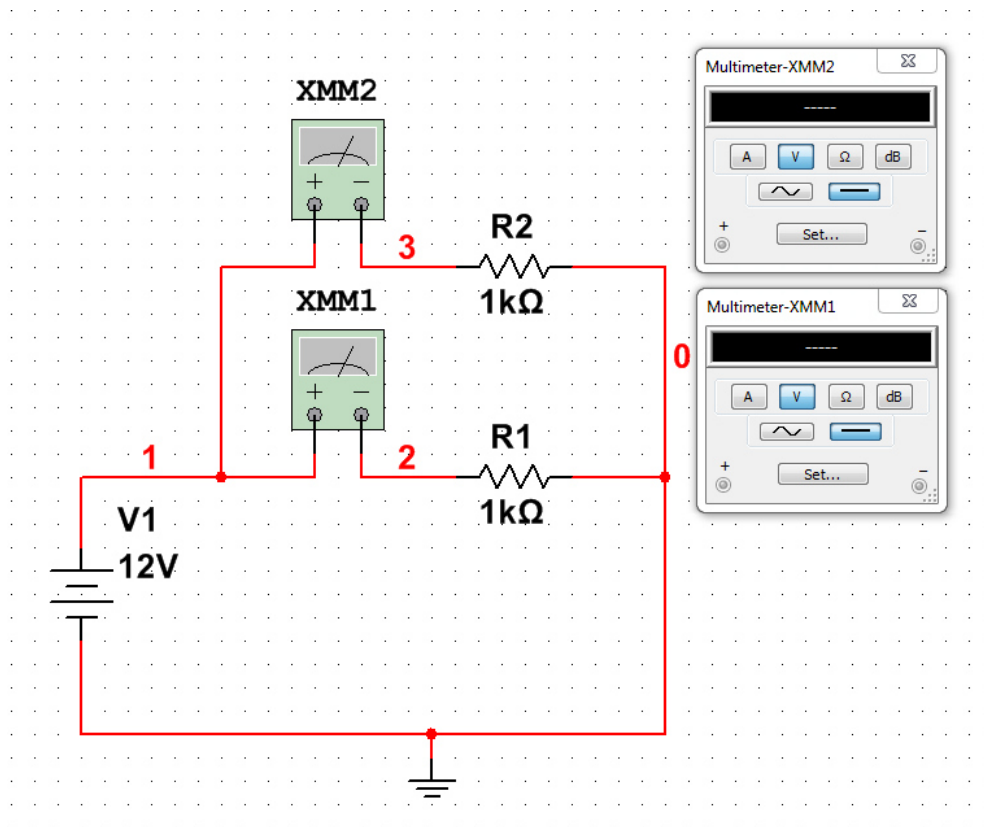 XMM2
+ −
3
R2
1kΩ
XMM1
+ −
2
R1
1kΩ
1
0
V1
12V
Multimeter-XMM2
-----
A V Ω dB
Set...
+ −
Multimeter-XMM1
-----
A V Ω dB
Set...
+ −